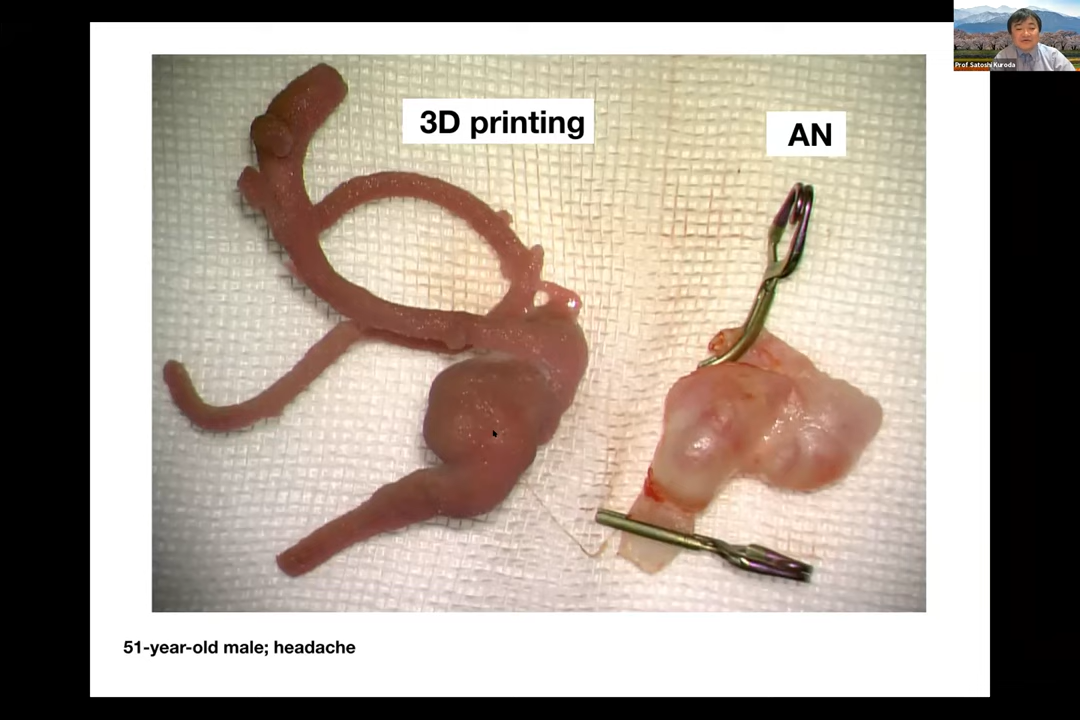 Prof Satoshi Kuroda
3D printing
AN
51-year-old male; headache